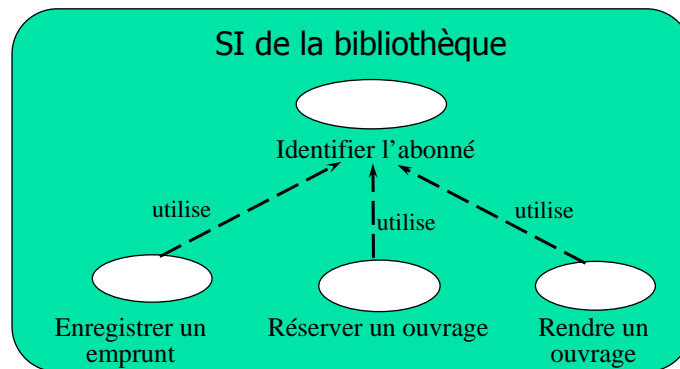 SI de la bibliothèque
Identifier l’abonné
utilise
utilise
utilise
Enregistrer un
emprunt
Réserver un ouvrage
Rendre un
ouvrage